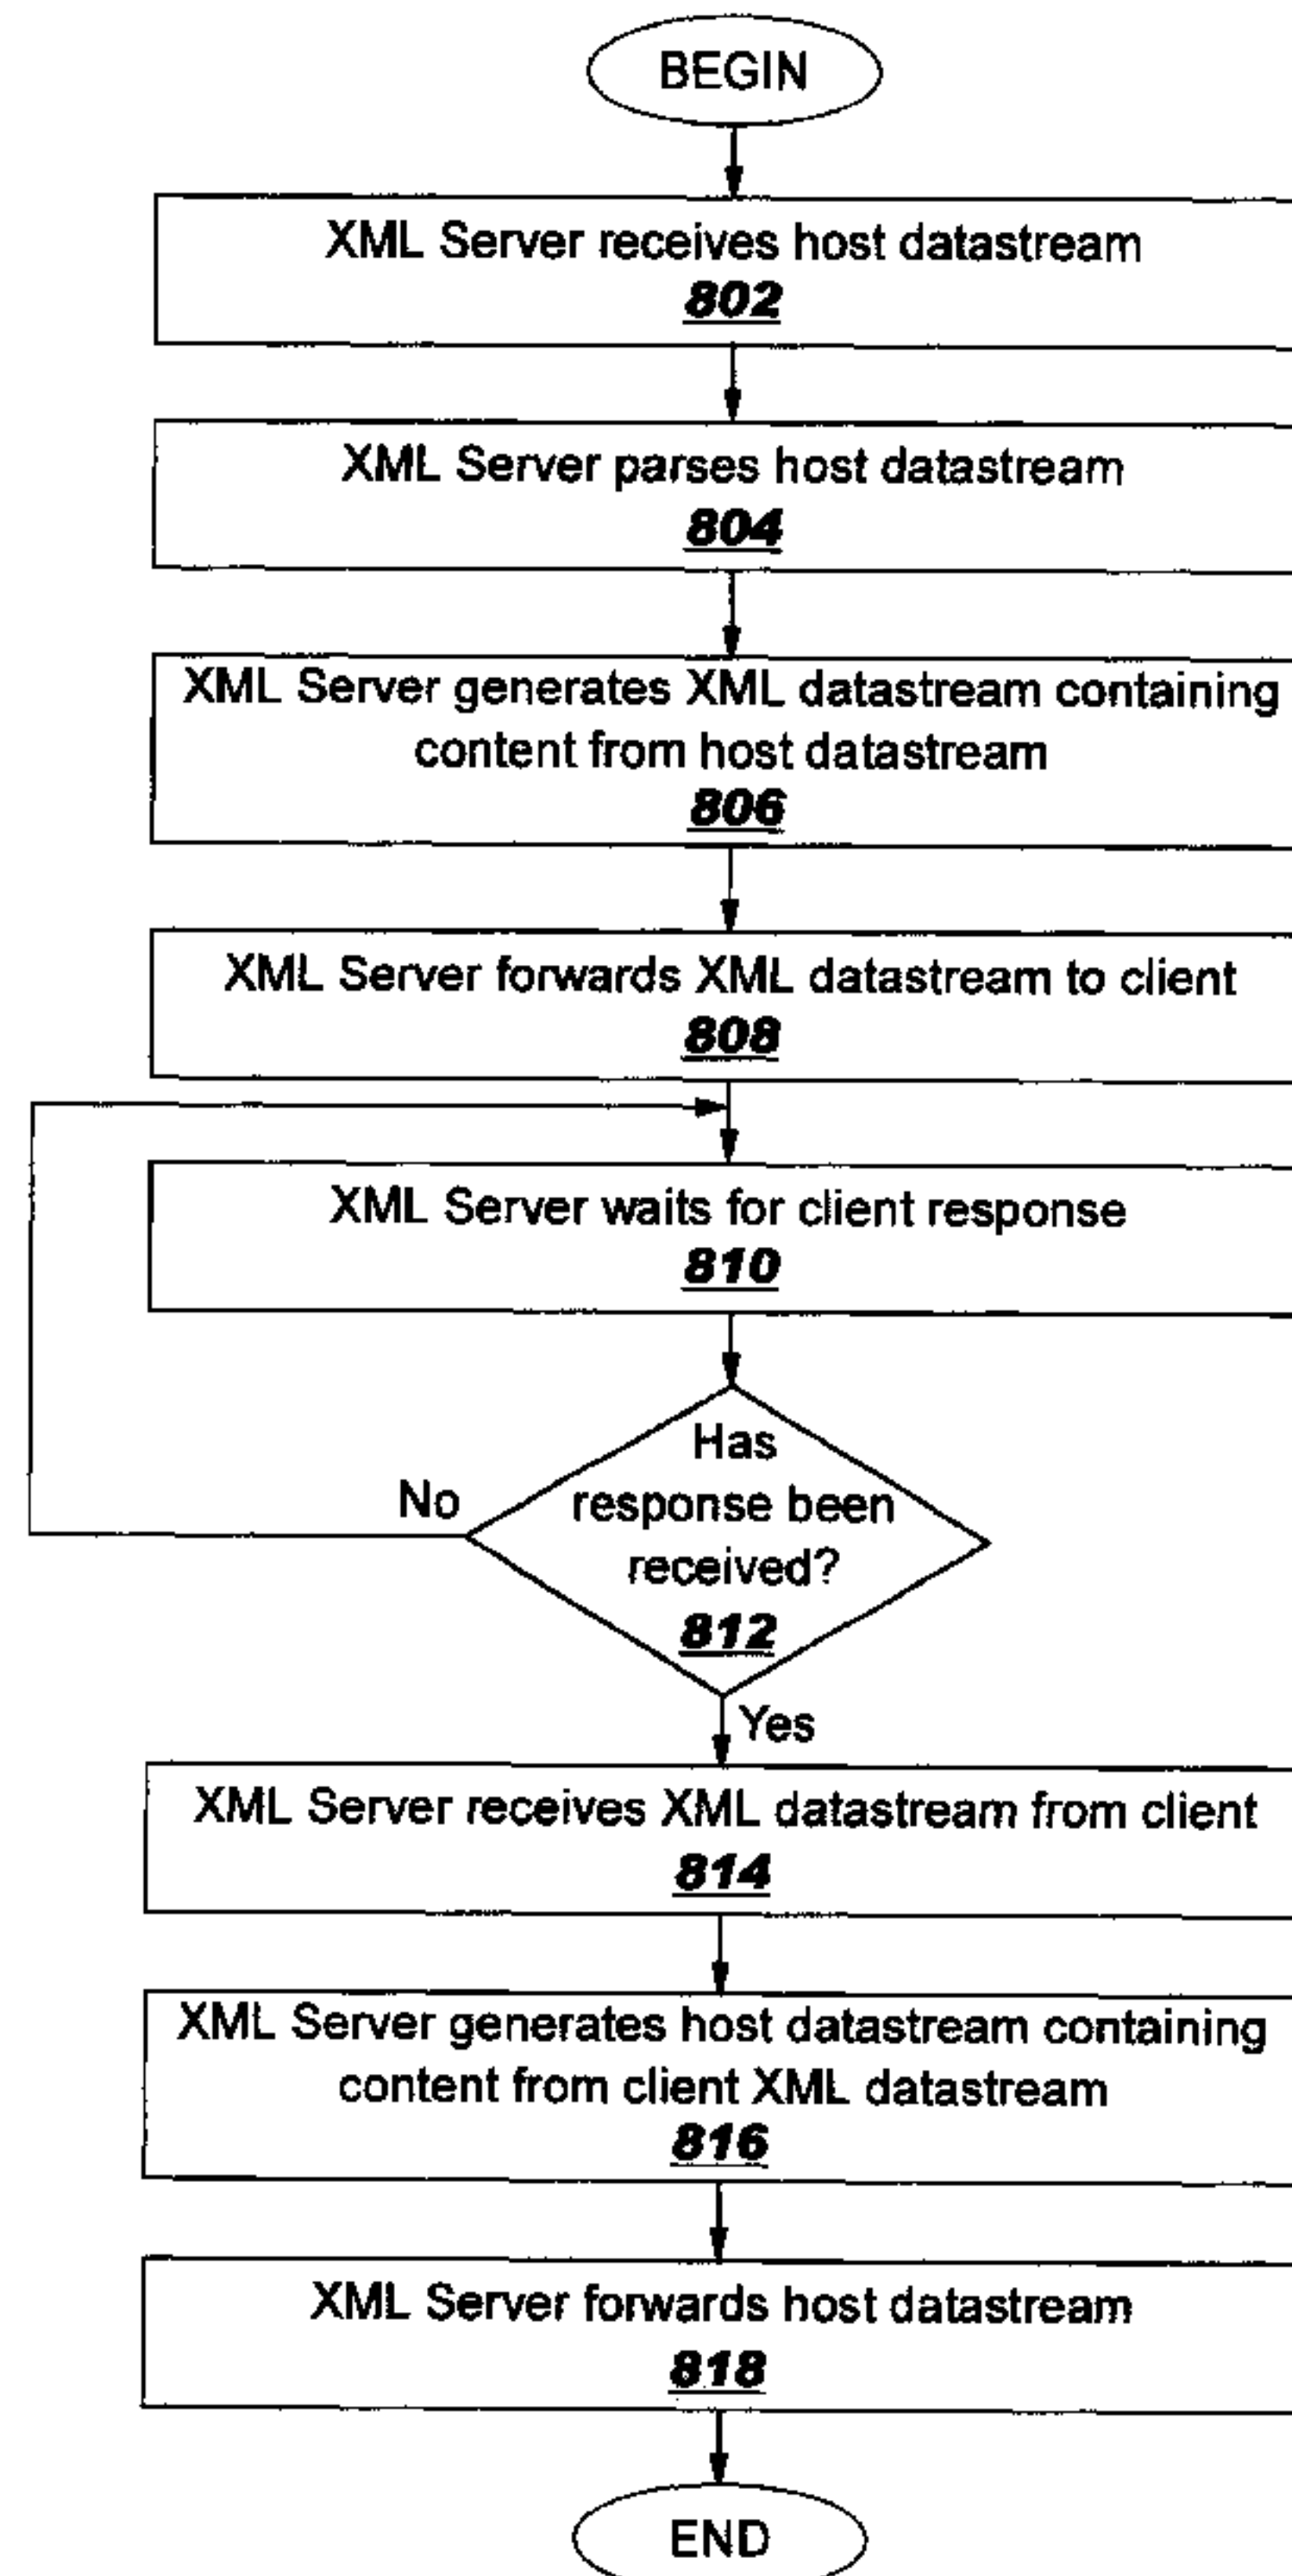 BEGIN
XML Server receives host datastream
802
XML Server parses host datastream
804
XML Server generates XML datastream containing
content from host datastream
806
XML Server forwards XML datastream to client
808
XML Server waits for client response
810
Has
response been
received?
812
No
Yes
XML Server receives XML datastream from client
814
XML Server generates host datastream containing
content from client XML datastream
816
XML Server forwards host datastream
818
END